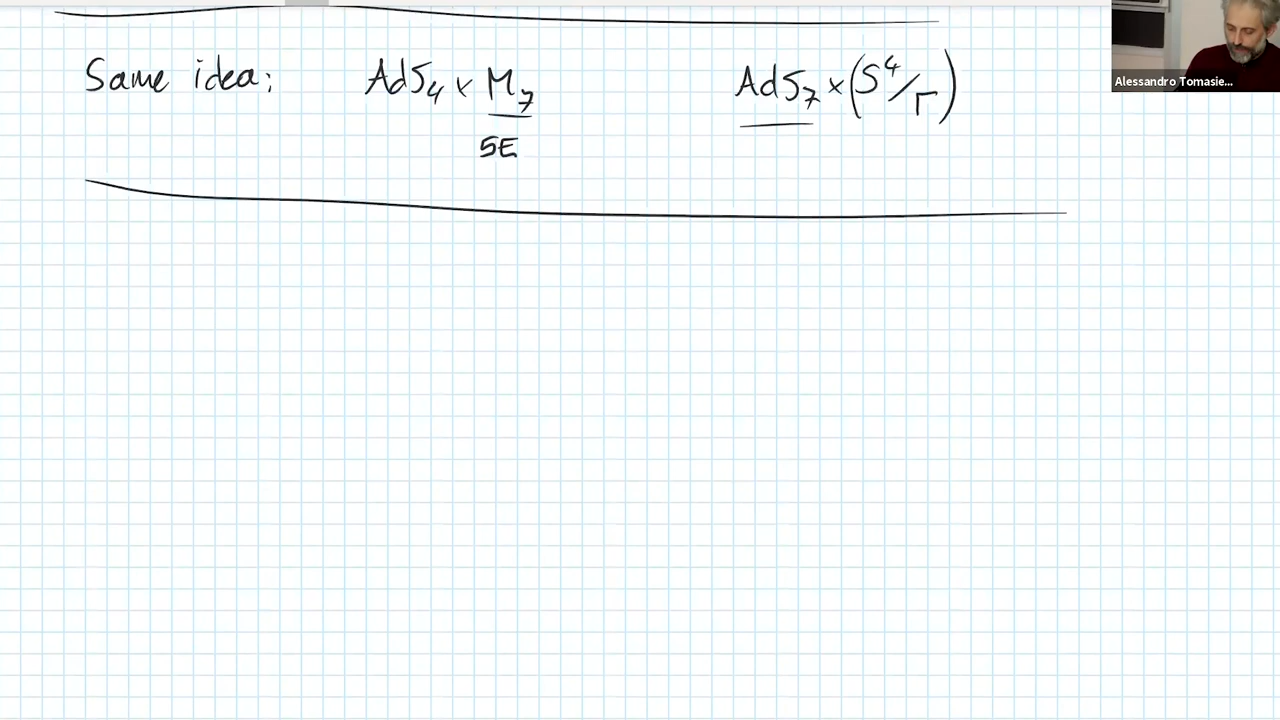 Same idea: AdS₄ × M₇ AdS₇ × (S⁴/Γ)
SE
Alessandro Tomasie...